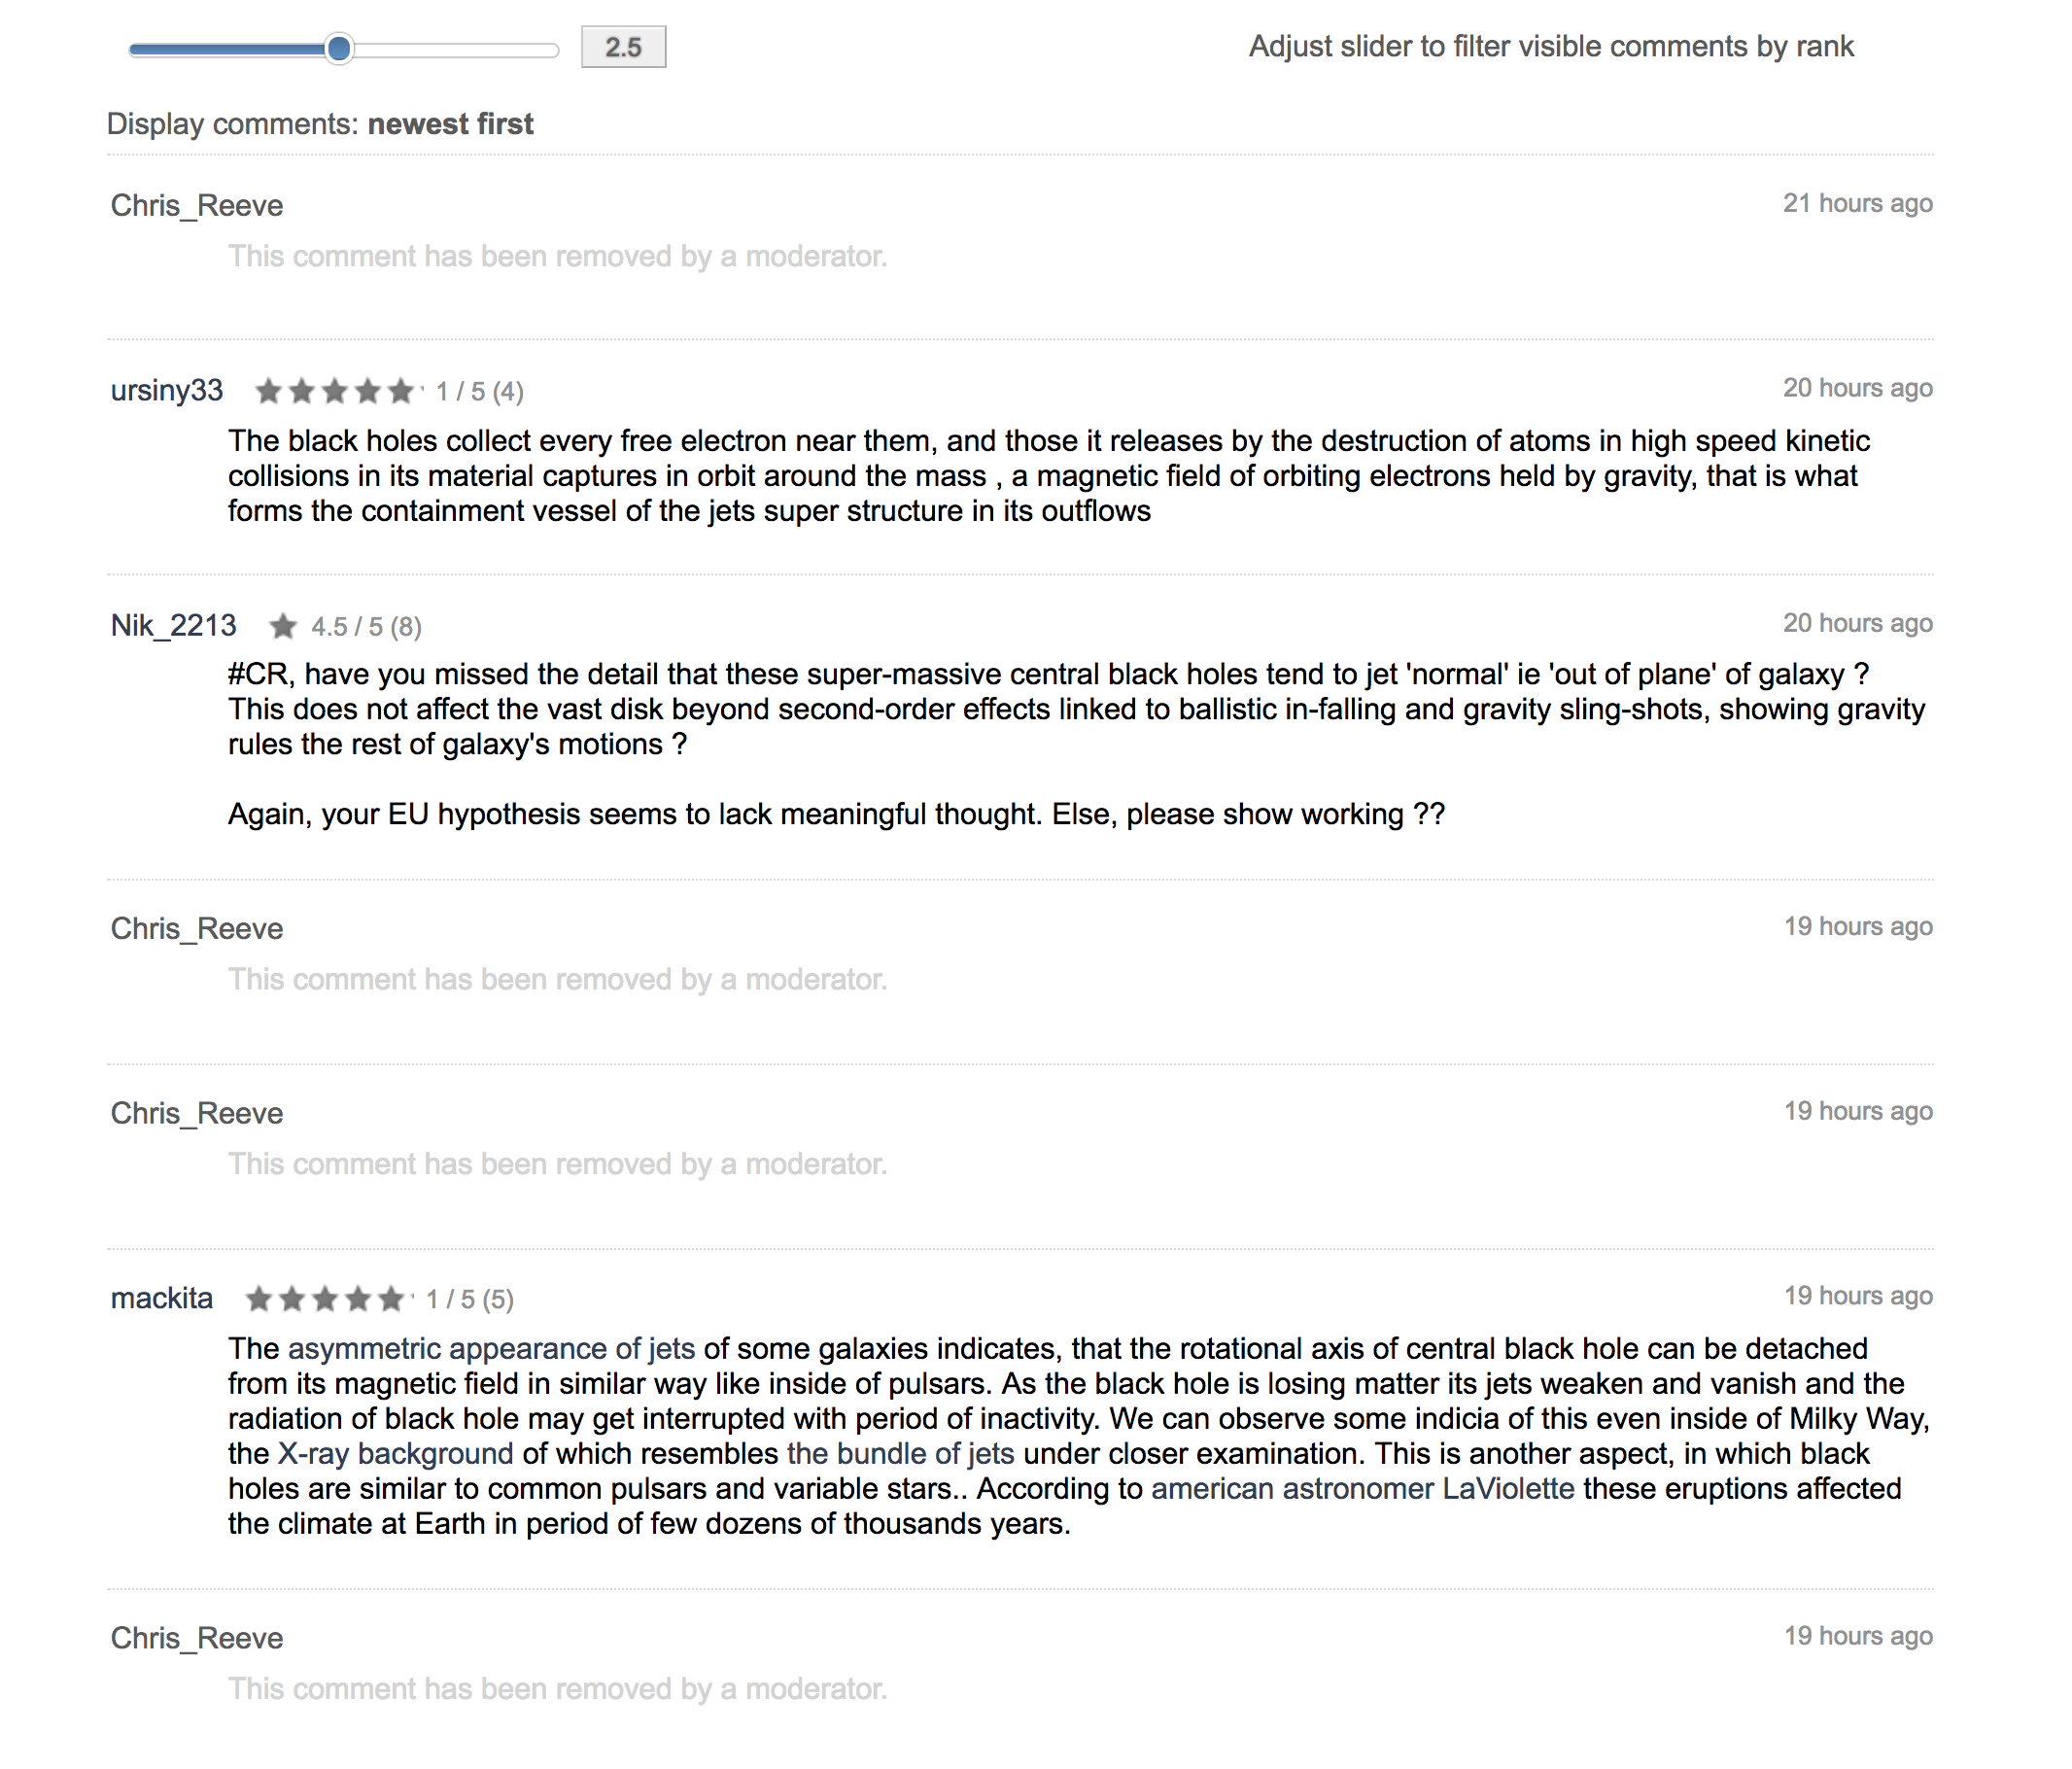 2.5
Adjust slider to filter visible comments by rank
Display comments: newest first
Chris_Reeve
21 hours ago
This comment has been removed by a moderator.
ursiny33
1 / 5 (4)
20 hours ago
The black holes collect every free electron near them, and those it releases by the destruction of atoms in high speed kinetic
collisions in its material captures in orbit around the mass , a magnetic field of orbiting electrons held by gravity, that is what
forms the containment vessel of the jets super structure in its outflows
Nik_2213
4.5 / 5 (8)
20 hours ago
#CR, have you missed the detail that these super-massive central black holes tend to jet 'normal' ie 'out of plane' of galaxy ?
This does not affect the vast disk beyond second-order effects linked to ballistic in-falling and gravity sling-shots, showing gravity
rules the rest of galaxy's motions ?
Again, your EU hypothesis seems to lack meaningful thought. Else, please show working ??
Chris_Reeve
19 hours ago
This comment has been removed by a moderator.
Chris_Reeve
19 hours ago
This comment has been removed by a moderator.
mackita
1 / 5 (5)
19 hours ago
The asymmetric appearance of jets of some galaxies indicates, that the rotational axis of central black hole can be detached
from its magnetic field in similar way like inside of pulsars. As the black hole is losing matter its jets weaken and vanish and the
radiation of black hole may get interrupted with period of inactivity. We can observe some indicia of this even inside of Milky Way,
the X-ray background of which resembles the bundle of jets under closer examination. This is another aspect, in which black
holes are similar to common pulsars and variable stars.. According to american astronomer LaViolette these eruptions affected
the climate at Earth in period of few dozens of thousands years.
Chris_Reeve
19 hours ago
This comment has been removed by a moderator.